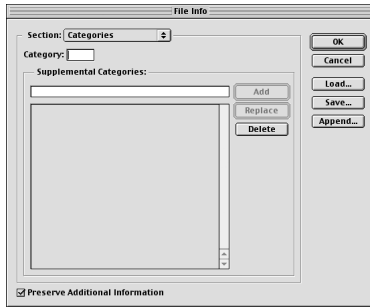 File Info
Section: Categories
OK
Category:
Cancel
Supplemental Categories:
Load...
Add
Save...
Replace
Append...
Delete
Preserve Additional Information